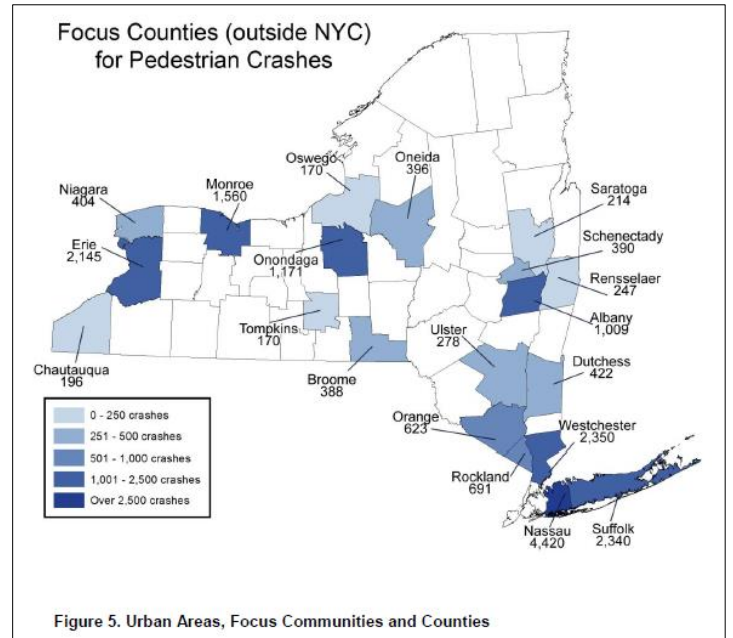 Focus Counties (outside NYC)
for Pedestrian Crashes
Oswego
170
Oneida
396
Niagara
404
Monroe
1,560
Saratoga
214
Erie
2,145
Schenectady
390
Onondaga
1,171
Rensselaer
247
Albany
1,009
Tompkins
170
Ulster
278
Chautauqua
196
Broome
388
Dutchess
422
Orange
623
Westchester
2,350
Rockland
691
Nassau
4,420
Suffolk
2,340
0 - 250 crashes
251 - 500 crashes
501 - 1,000 crashes
1,001 - 2,500 crashes
Over 2,500 crashes
Figure 5. Urban Areas, Focus Communities and Counties